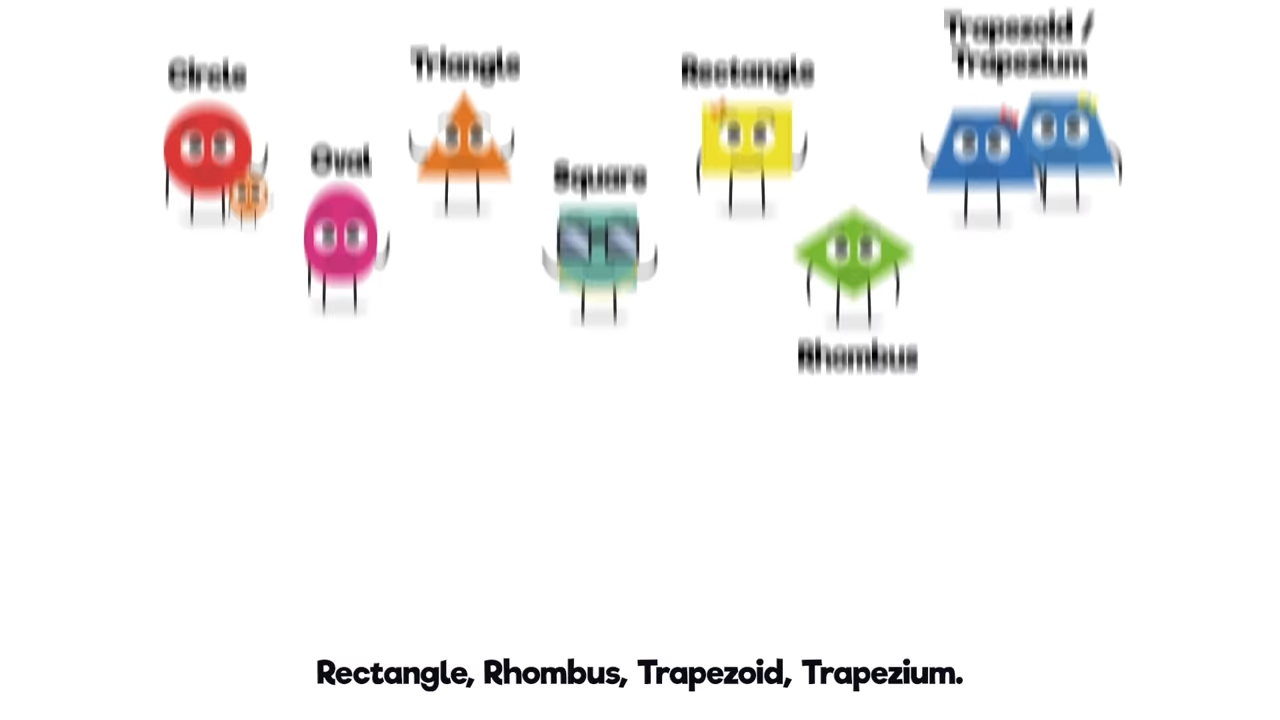 Trapezoid /
Trapezium
Circle
Triangle
Rectangle
Oval
Square
Rhombus
Rectangle, Rhombus, Trapezoid, Trapezium.